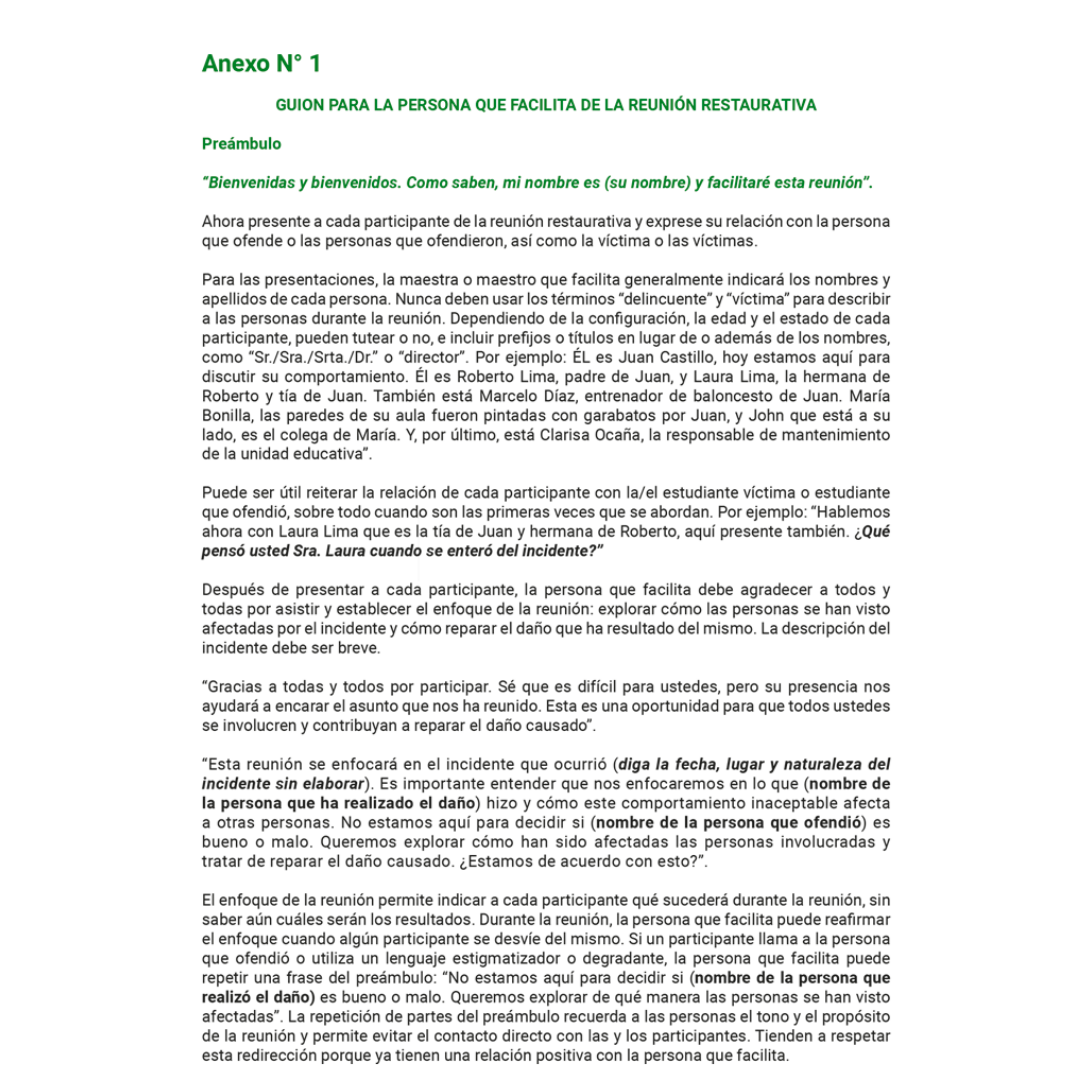 Anexo N° 1
GUION PARA LA PERSONA QUE FACILITA DE LA REUNIÓN RESTAURATIVA
Preámbulo
“Bienvenidas y bienvenidos. Como saben, mi nombre es (su nombre) y facilitaré esta reunión”.
Ahora presente a cada participante de la reunión restaurativa y exprese su relación con la persona
que ofende o las personas que ofendieron, así como la víctima o las víctimas.
Para las presentaciones, la maestra o maestro que facilita generalmente indicará los nombres y
apellidos de cada persona. Nunca deben usar los términos “delincuente” y “víctima” para describir
a las personas durante la reunión. Dependiendo de la configuración, la edad y el estado de cada
participante, pueden tutear o no, e incluir prefijos o títulos en lugar de o además de los nombres,
como “Sr./Sra./Srta./Dr.” o “director”. Por ejemplo: ÉL es Juan Castillo, hoy estamos aquí para
discutir su comportamiento. Él es Roberto Lima, padre de Juan, y Laura Lima, la hermana de
Roberto y tía de Juan. También está Marcelo Díaz, entrenador de baloncesto de Juan. María
Bonilla, las paredes de su aula fueron pintadas con garabatos por Juan, y John que está a su
lado, es el colega de María. Y, por último, está Clarisa Ocaña, la responsable de mantenimiento
de la unidad educativa”.
Puede ser útil reiterar la relación de cada participante con la/el estudiante víctima o estudiante
que ofendió, sobre todo cuando son las primeras veces que se abordan. Por ejemplo: “Hablemos
ahora con Laura Lima que es la tía de Juan y hermana de Roberto, aquí presente también. ¿Qué
pensó usted Sra. Laura cuando se enteró del incidente?”
Después de presentar a cada participante, la persona que facilita debe agradecer a todos y
todas por asistir y establecer el enfoque de la reunión: explorar cómo las personas se han visto
afectadas por el incidente y cómo reparar el daño que ha resultado del mismo. La descripción del
incidente debe ser breve.
“Gracias a todas y todos por participar. Sé que es difícil para ustedes, pero su presencia nos
ayudará a encarar el asunto que nos ha reunido. Esta es una oportunidad para que todos ustedes
se involucren y contribuyan a reparar el daño causado”.
“Esta reunión se enfocará en el incidente que ocurrió (diga la fecha, lugar y naturaleza del
incidente sin elaborar). Es importante entender que nos enfocaremos en lo que (nombre de
la persona que ha realizado el daño) hizo y cómo este comportamiento inaceptable afecta
a otras personas. No estamos aquí para decidir si (nombre de la persona que ofendió) es
bueno o malo. Queremos explorar cómo han sido afectadas las personas involucradas y
tratar de reparar el daño causado. ¿Estamos de acuerdo con esto?”.
El enfoque de la reunión permite indicar a cada participante qué sucederá durante la reunión, sin
saber aún cuáles serán los resultados. Durante la reunión, la persona que facilita puede reafirmar
el enfoque cuando algún participante se desvíe del mismo. Si un participante llama a la persona
que ofendió o utiliza un lenguaje estigmatizador o degradante, la persona que facilita puede
repetir una frase del preámbulo: “No estamos aquí para decidir si (nombre de la persona que
realizó el daño) es bueno o malo. Queremos explorar de qué manera las personas se han visto
afectadas”. La repetición de partes del preámbulo recuerda a las personas el tono y el propósito
de la reunión y permite evitar el contacto directo con las y los participantes. Tienden a respetar
esta redirección porque ya tienen una relación positiva con la persona que facilita.